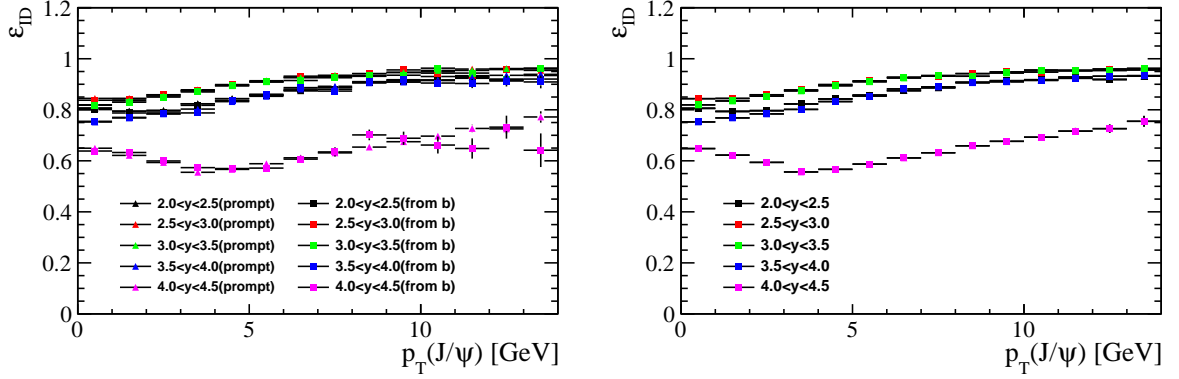 ε_ID
1.2
1
0.8
0.6
0.4
0.2
0
2.0<y<2.5(prompt) 2.0<y<2.5(from b)
2.5<y<3.0(prompt) 2.5<y<3.0(from b)
3.0<y<3.5(prompt) 3.0<y<3.5(from b)
3.5<y<4.0(prompt) 3.5<y<4.0(from b)
4.0<y<4.5(prompt) 4.0<y<4.5(from b)
0 5 10
p_T(J/ψ) [GeV]
ε_ID
1.2
1
0.8
0.6
0.4
0.2
0
2.0<y<2.5
2.5<y<3.0
3.0<y<3.5
3.5<y<4.0
4.0<y<4.5
0 5 10
p_T(J/ψ) [GeV]